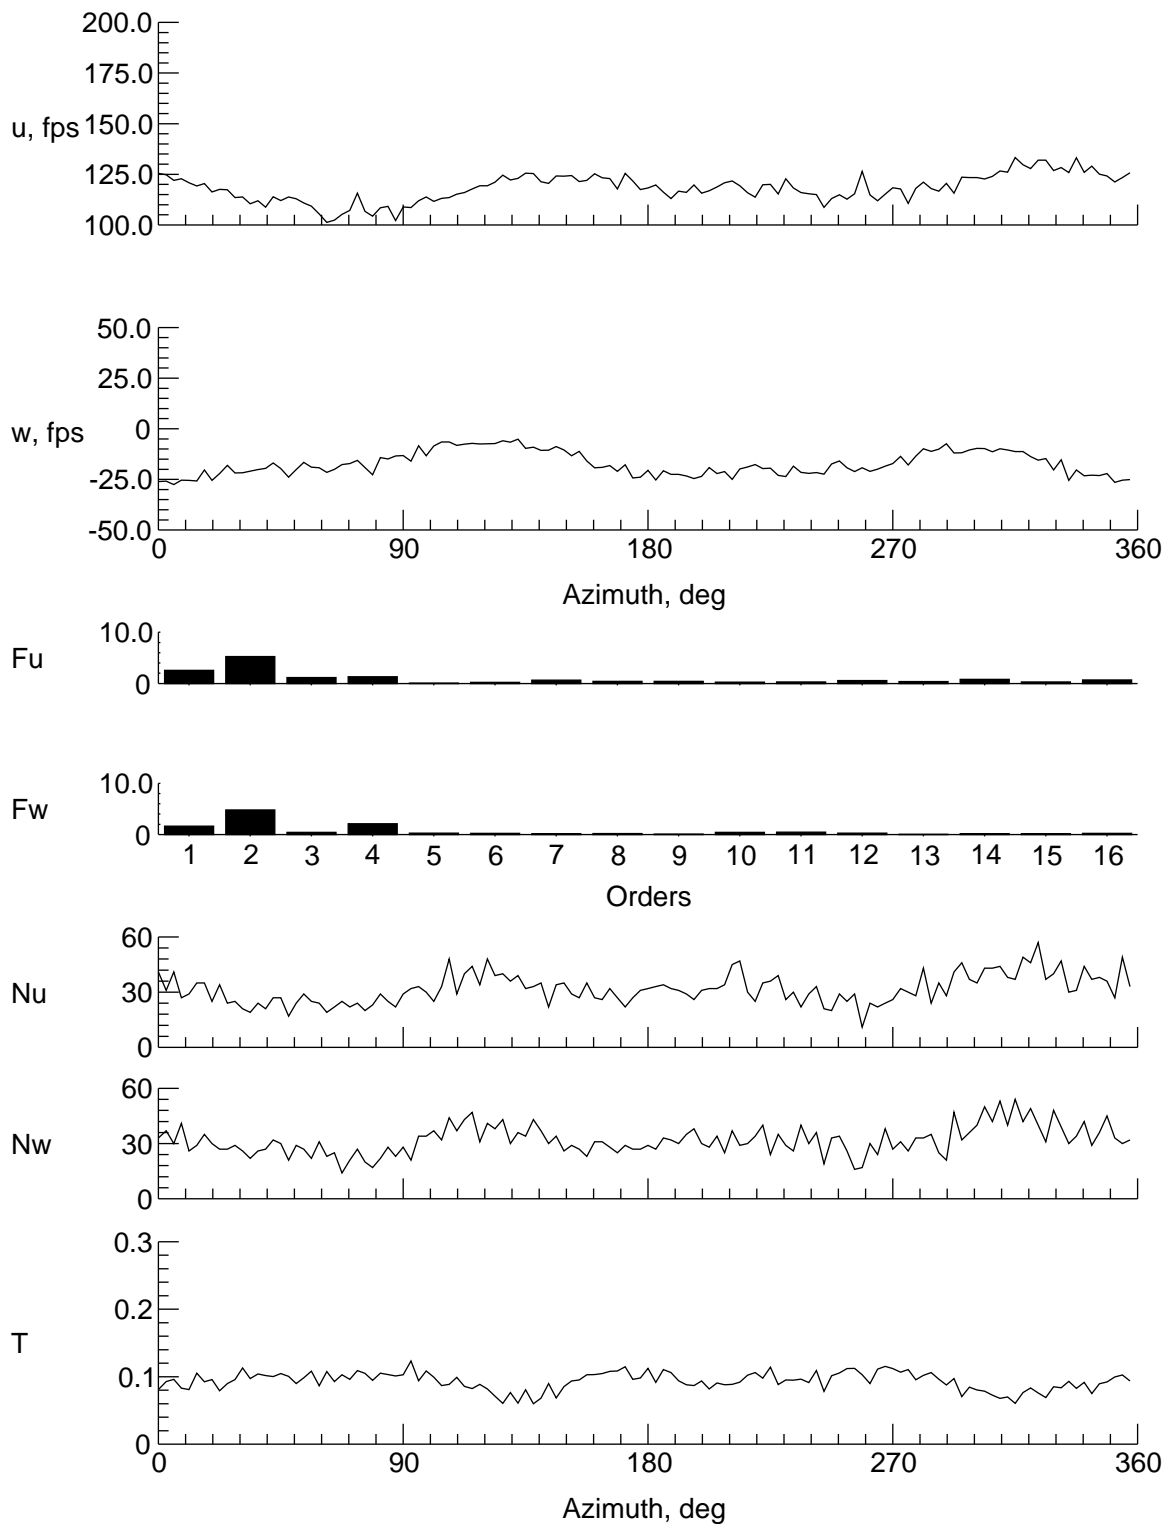 200.0
175.0
u, fps 150.0
125.0
100.0
50.0
25.0
w, fps 0
-25.0
-50.0
0 90 180 270 360
Azimuth, deg
10.0
Fu
0
10.0
Fw
0
1 2 3 4 5 6 7 8 9 10 11 12 13 14 15 16
Orders
60
Nu 30
0
60
Nw 30
0
0.3
0.2
T
0.1
0
0 90 180 270 360
Azimuth, deg